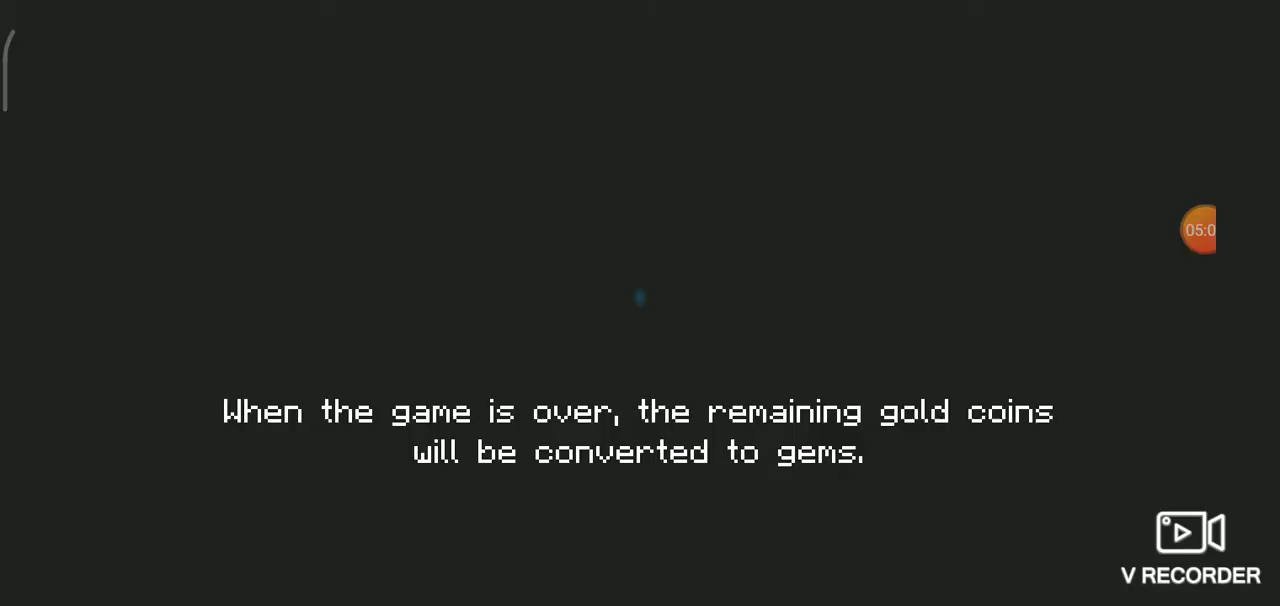 05:0
When the game is over, the remaining gold coins
will be converted to gems.
V RECORDER